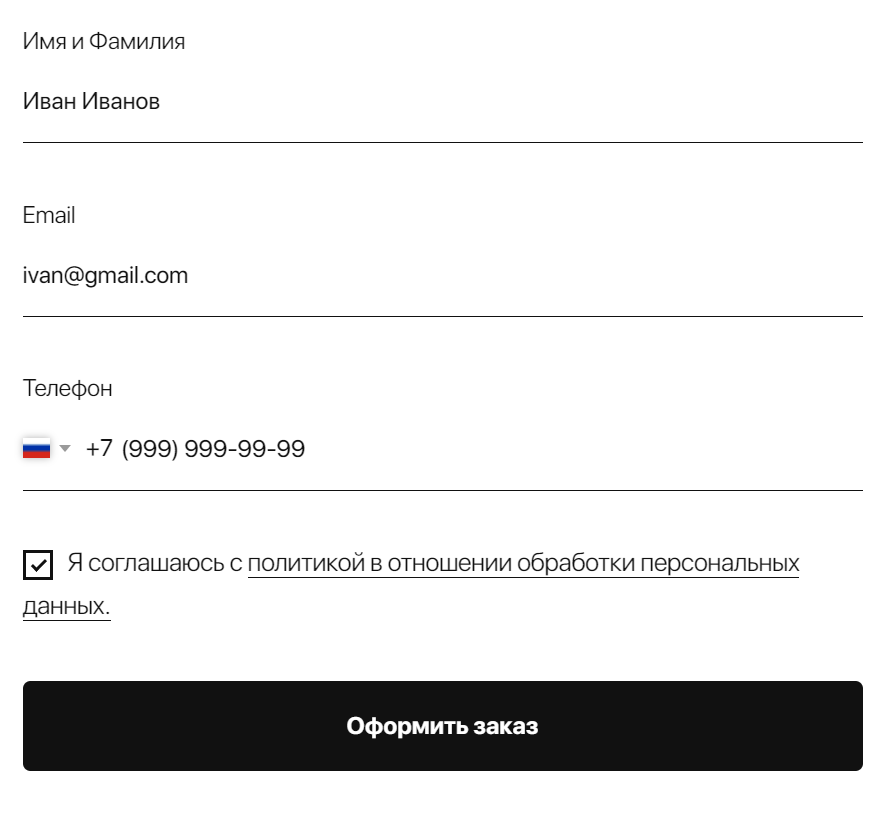 Имя и Фамилия
Иван Иванов
Email
ivan@gmail.com
Телефон
+7 (999) 999-99-99
Я соглашаюсь с политикой в отношении обработки персональных
данных.
Оформить заказ